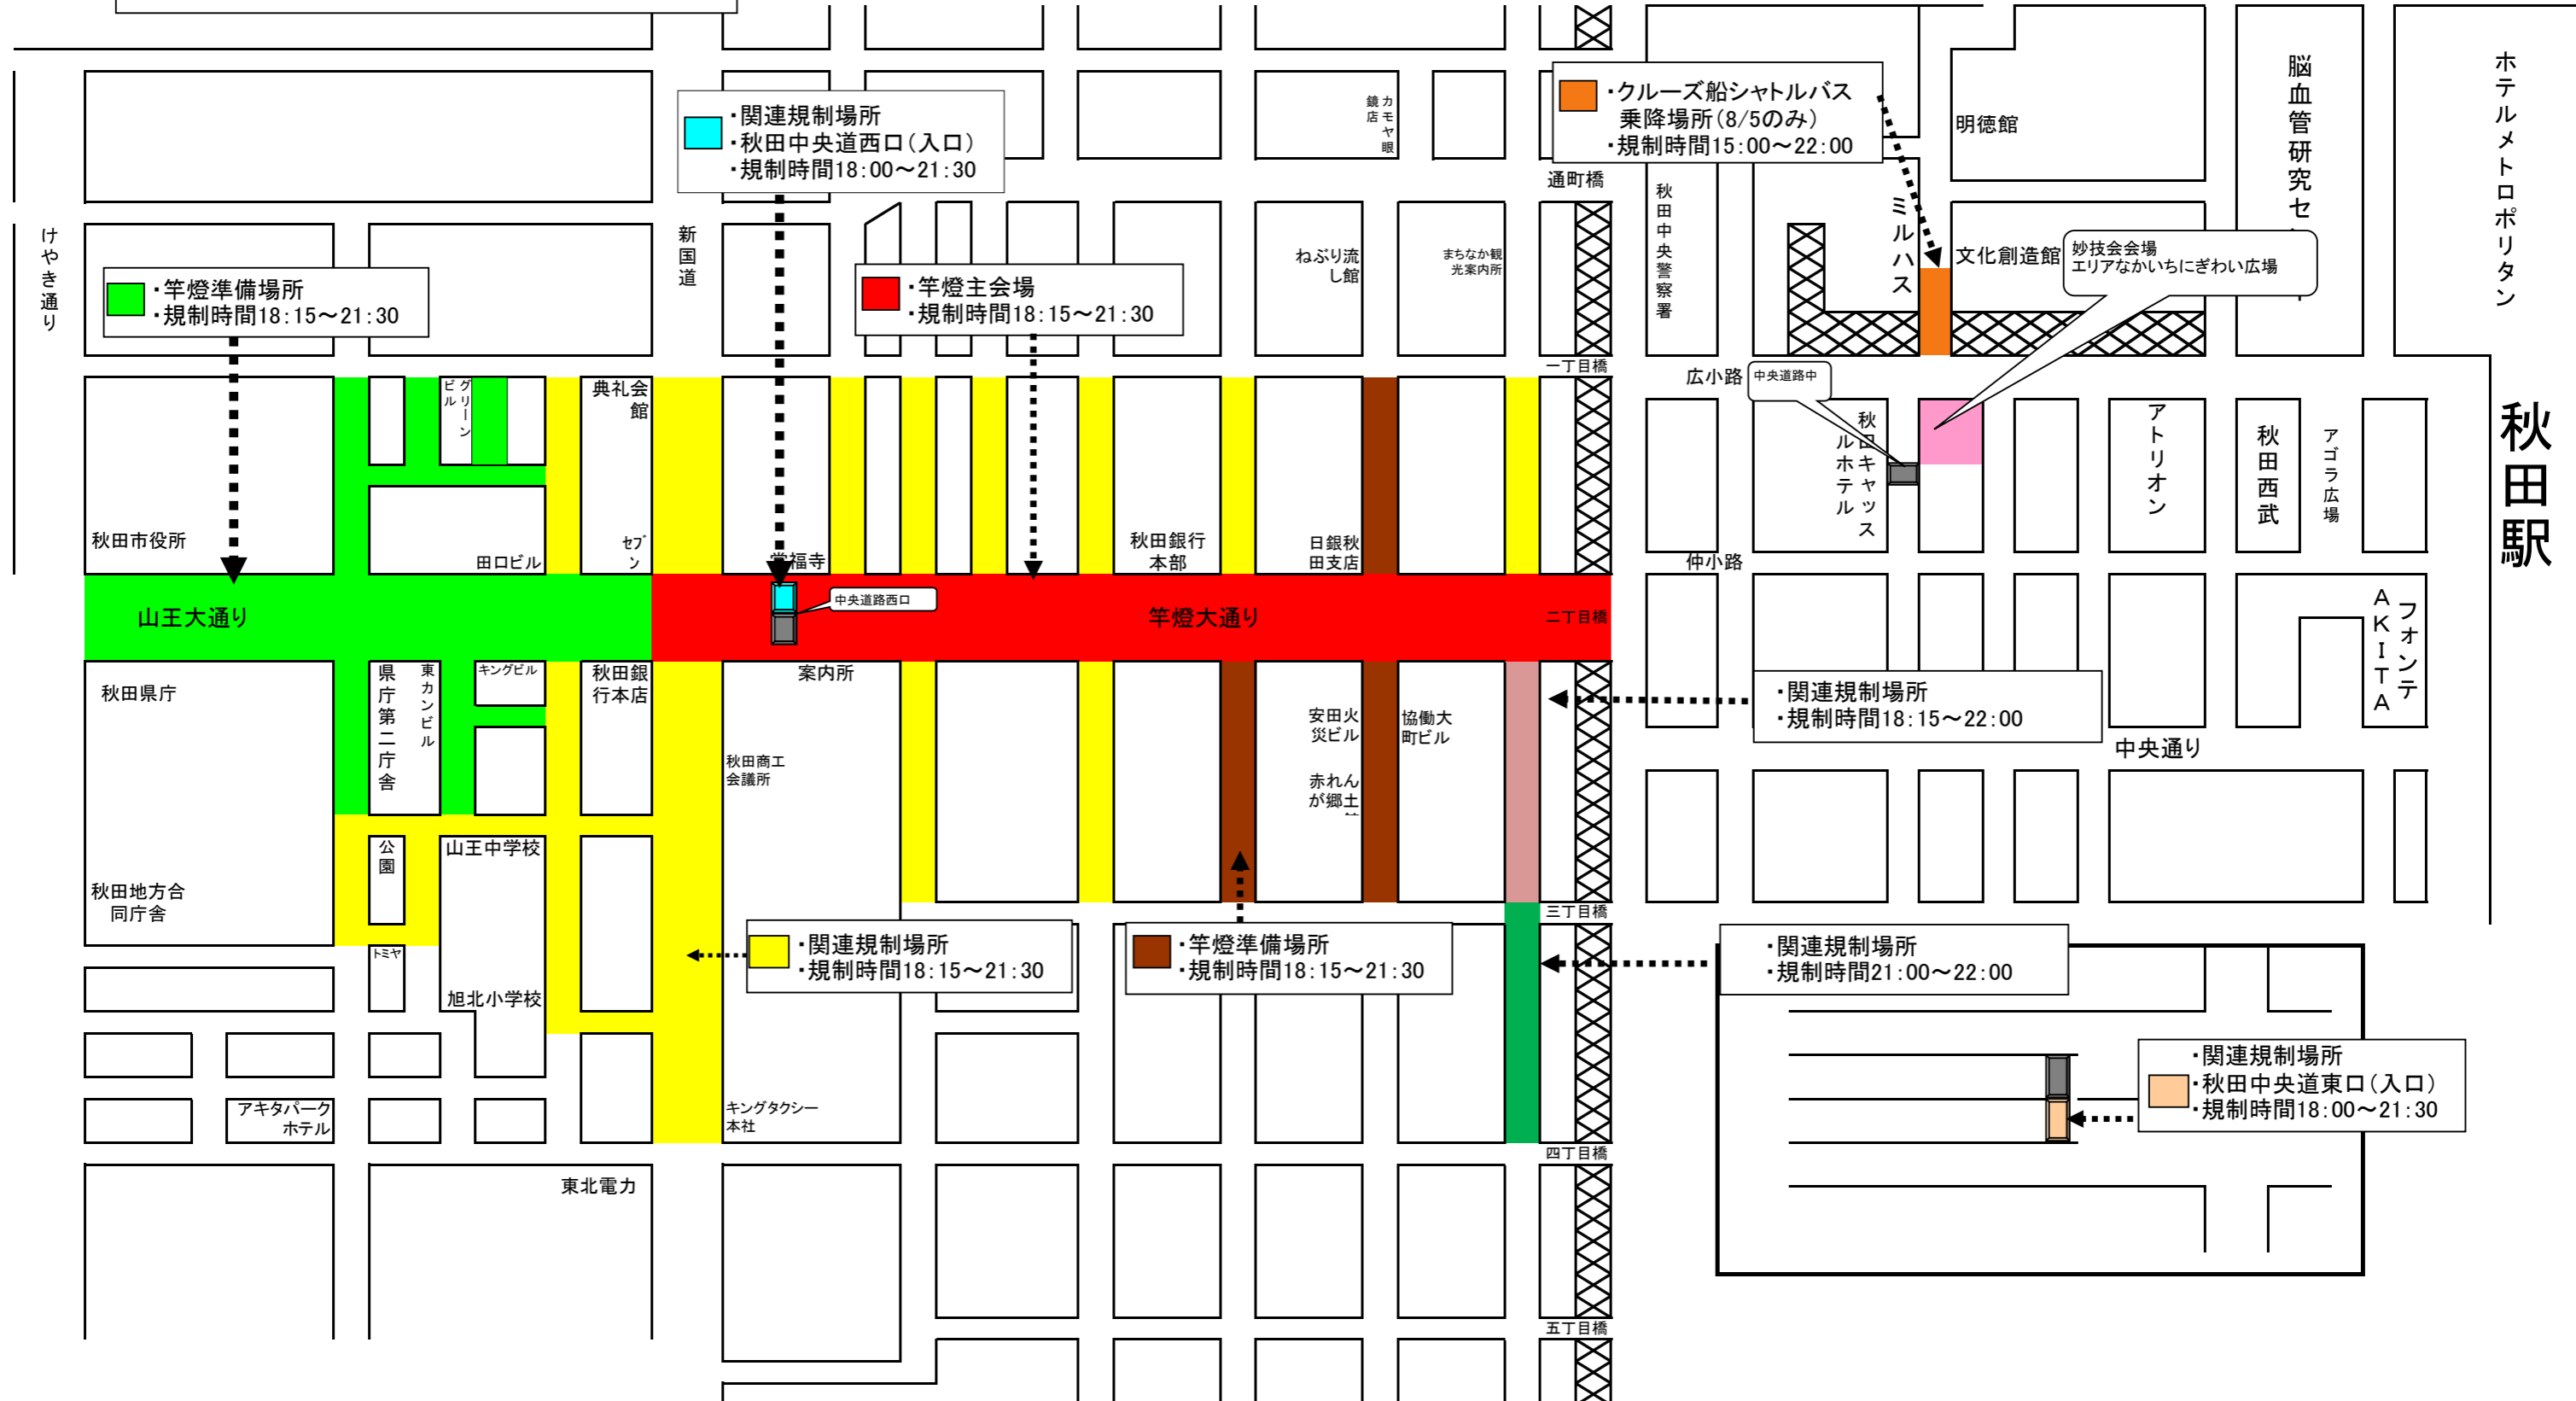 ・関連規制場所
・秋田中央道西口(入口)
・規制時間18:00～21:30
カモヤ眼
鏡店
・クルーズ船シャトルバス
乗降場所(8/5のみ)
・規制時間15:00～22:00
明徳館
脳血管研究セ
ホテルメトロポリタン
通町橋
秋田中央警察署
ミルハス
文化創造館
妙技会会場
エリアなかいちにぎわい広場
けやき通り
新国道
・竿燈準備場所
・規制時間18:15～21:30
・竿燈主会場
・規制時間18:15～21:30
ねぶり流
し館
まちなか観
光案内所
一丁目橋
広小路
中央道路中
グリーン
ビル
典礼会
館
秋田キャッス
ルホテル
アトリオン
秋田西武
アゴラ広場
秋田駅
秋田市役所
田口ビル
セブ
ン
常福寺
秋田銀行
本部
日銀秋
田支店
仲小路
山王大通り
中央道路西口
竿燈大通り
二丁目橋
フォンテ
AKITA
秋田県庁
県庁第二庁舎
東カンビル
キングビル
秋田銀
行本店
案内所
秋田商工
会議所
安田火
災ビル
赤れん
が郷土
協働大
町ビル
・関連規制場所
・規制時間18:15～22:00
中央通り
公園
山王中学校
秋田地方合
同庁舎
トミヤ
旭北小学校
・関連規制場所
・規制時間18:15～21:30
・竿燈準備場所
・規制時間18:15～21:30
三丁目橋
・関連規制場所
・規制時間21:00～22:00
・関連規制場所
・秋田中央道東口(入口)
・規制時間18:00～21:30
アキタパーク
ホテル
キングタクシー
本社
四丁目橋
東北電力
五丁目橋